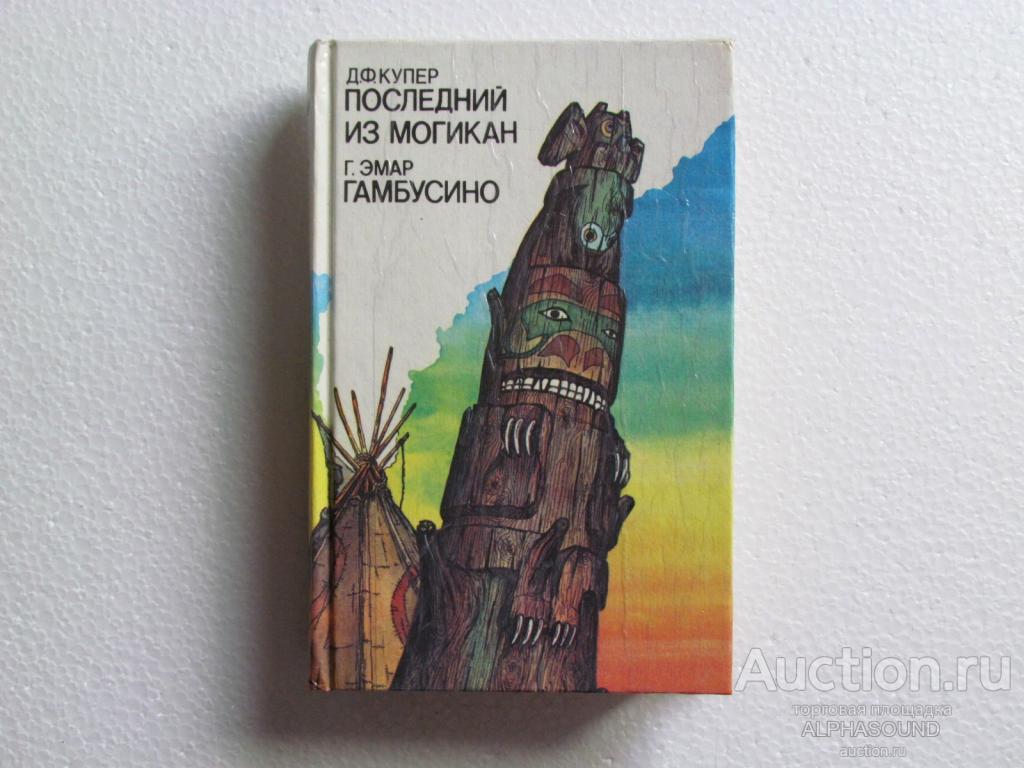 Д.Ф.КУПЕР
ПОСЛЕДНИЙ
ИЗ МОГИКАН
Г. ЭМАР
ГАМБУСИНО
Auction.ru
торговая площадка
ALPHASOUND
auction.ru